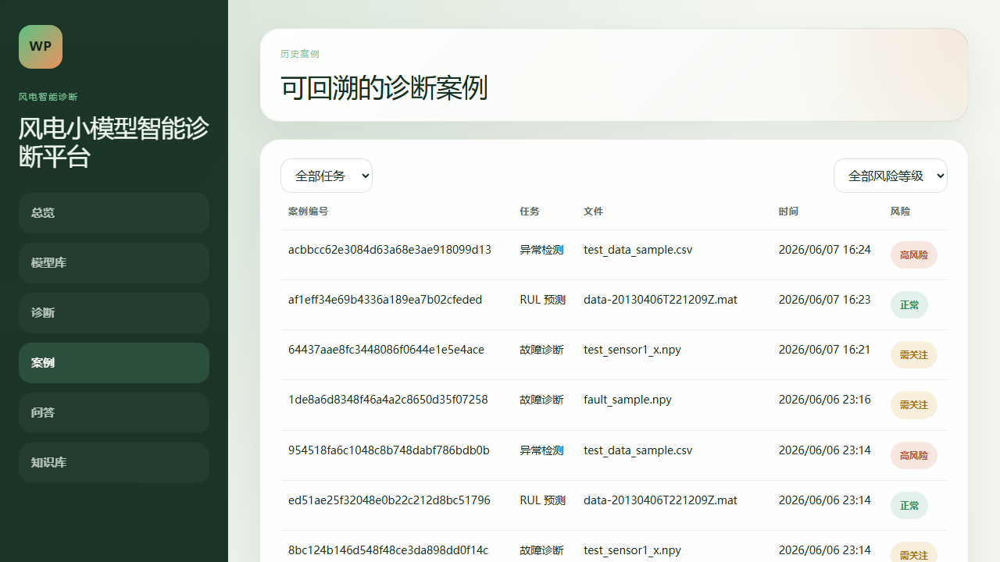 WP
风电智能诊断
风电小模型智能诊
断平台
总览
模型库
诊断
案例
问答
知识库
历史案例
可回溯的诊断案例
全部任务
全部风险等级
案例编号 任务 文件 时间 风险
acbbcc62e3084d63a68e3ae918099d13 异常检测 test_data_sample.csv 2026/06/07 16:24 高风险
af1eff34e69b4336a189ea7b02cfeded RUL 预测 data-20130406T221209Z.mat 2026/06/07 16:23 正常
64437aae8fc3448086f0644e1e5e4ace 故障诊断 test_sensor1_x.npy 2026/06/07 16:21 需关注
1de8a6d8348f46a4a2c8650d35f07258 故障诊断 fault_sample.npy 2026/06/06 23:16 需关注
954518fa6c1048c8b748dabf786bdb0b 异常检测 test_data_sample.csv 2026/06/06 23:14 高风险
ed51ae25f32048e0b22c212d8bc51796 RUL 预测 data-20130406T221209Z.mat 2026/06/06 23:14 正常
8bc124b146d548f48ce3da898dd0f14c 故障诊断 test_sensor1_x.npy 2026/06/06 23:14 需关注